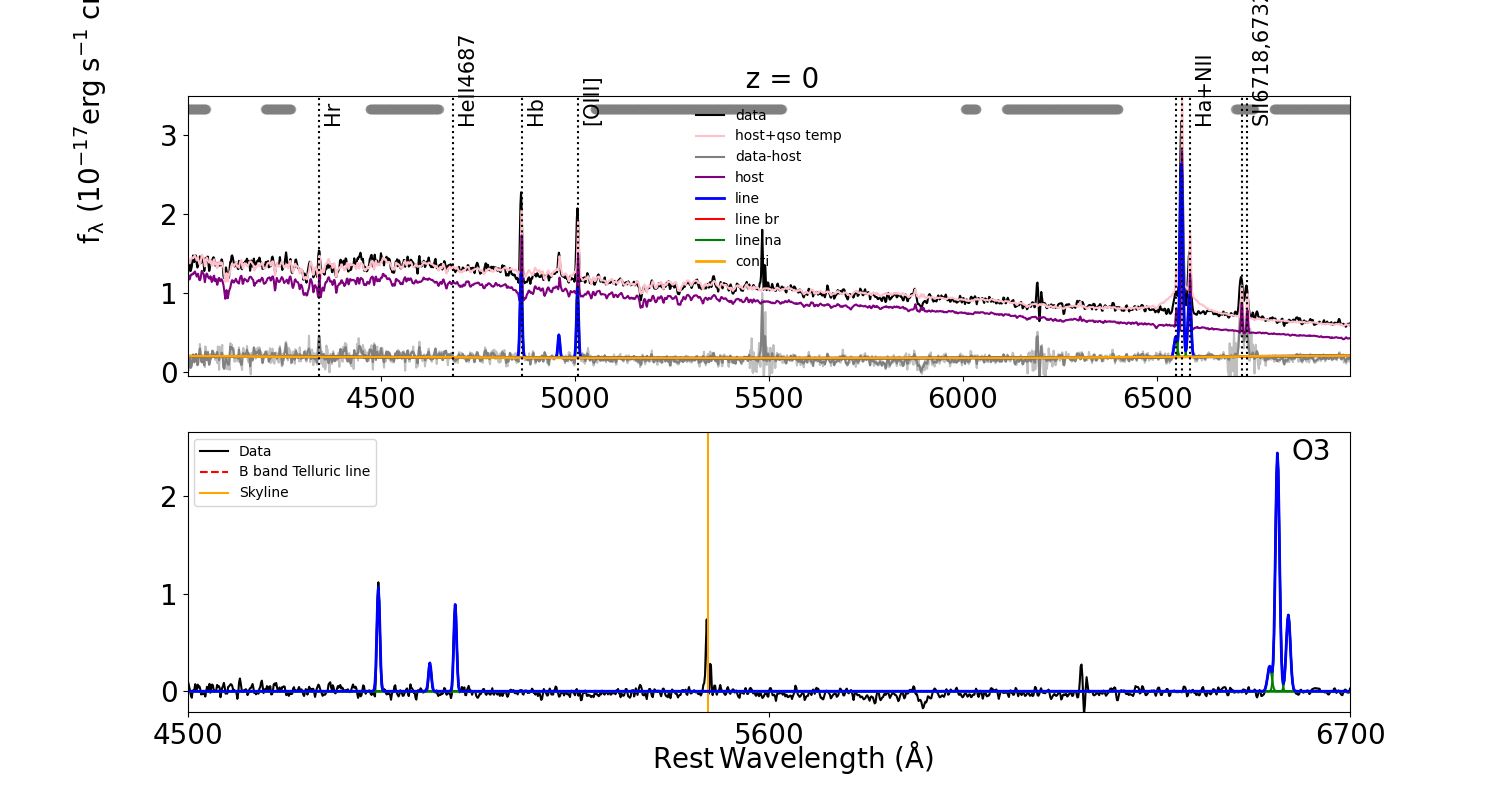 z = 0
Hr
HeII4687
Hb
[OIII]
Ha+NII
SII6718,6732
f_λ (10⁻¹⁷erg s⁻¹
data
host+qso temp
data-host
host
line
line br
line na
conti
3
2
1
0
4500 5000 5500 6000 6500
Data
B band Telluric line
Skyline
O3
2
1
0
4500 5600 6700
Rest Wavelength (Å)